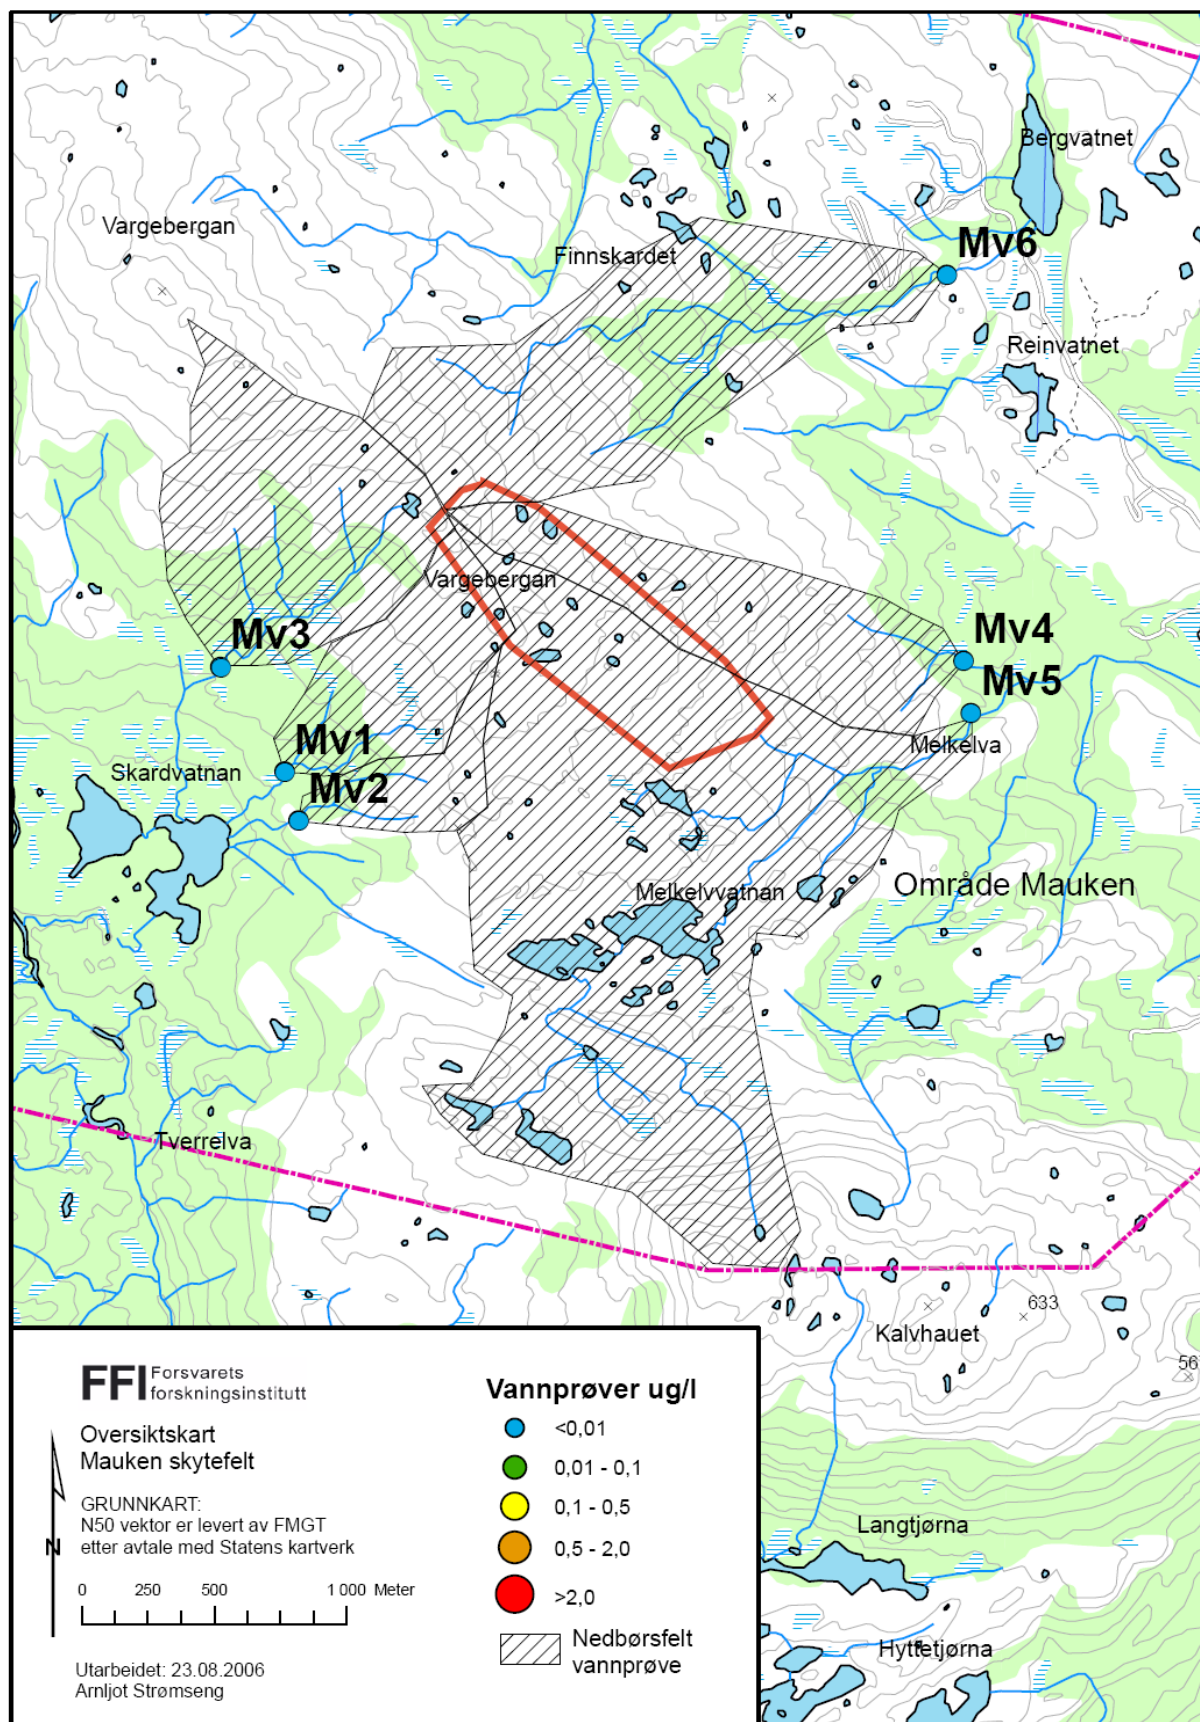 Bergvatnet
Vargebergan
Finnskardet
Mv6
Reinvatnet
Vargebergan
Mv3
Mv4
Mv5
Mv1
Melkelva
Skardvatnan
Mv2
Område Mauken
Melkelvvatnan
Tverrelva
633
Kalvhauet
56
FFI Forsvarets
forskningsinstitutt
Oversiktskart
Mauken skytefelt
GRUNNKART:
N50 vektor er levert av FMGT
etter avtale med Statens kartverk
N
0 250 500 1 000 Meter
Utarbeidet: 23.08.2006
Arnljot Strømseng
Vannprøver ug/l
<0,01
0,01 - 0,1
0,1 - 0,5
0,5 - 2,0
>2,0
Nedbørsfelt
vannprøve
Langtjørna
Hyttetjørna